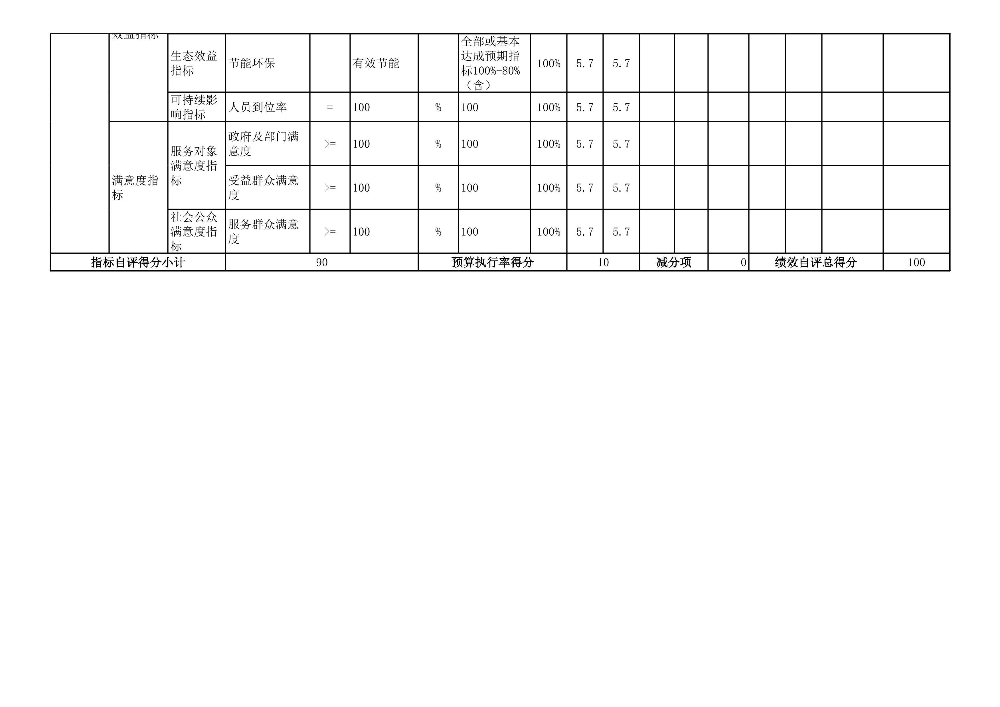 效益指标
生态效益
指标
节能环保
有效节能
全部或基本
达成预期指
标100%-80%
（含）
100%
5.7
5.7
可持续影
响指标
人员到位率
=
100
%
100
100%
5.7
5.7
满意度指
标
服务对象
满意度指
标
政府及部门满
意度
>=
100
%
100
100%
5.7
5.7
受益群众满意
度
>=
100
%
100
100%
5.7
5.7
社会公众
满意度指
标
服务群众满意
度
>=
100
%
100
100%
5.7
5.7
指标自评得分小计
90
预算执行率得分
10
减分项
0
绩效自评总得分
100